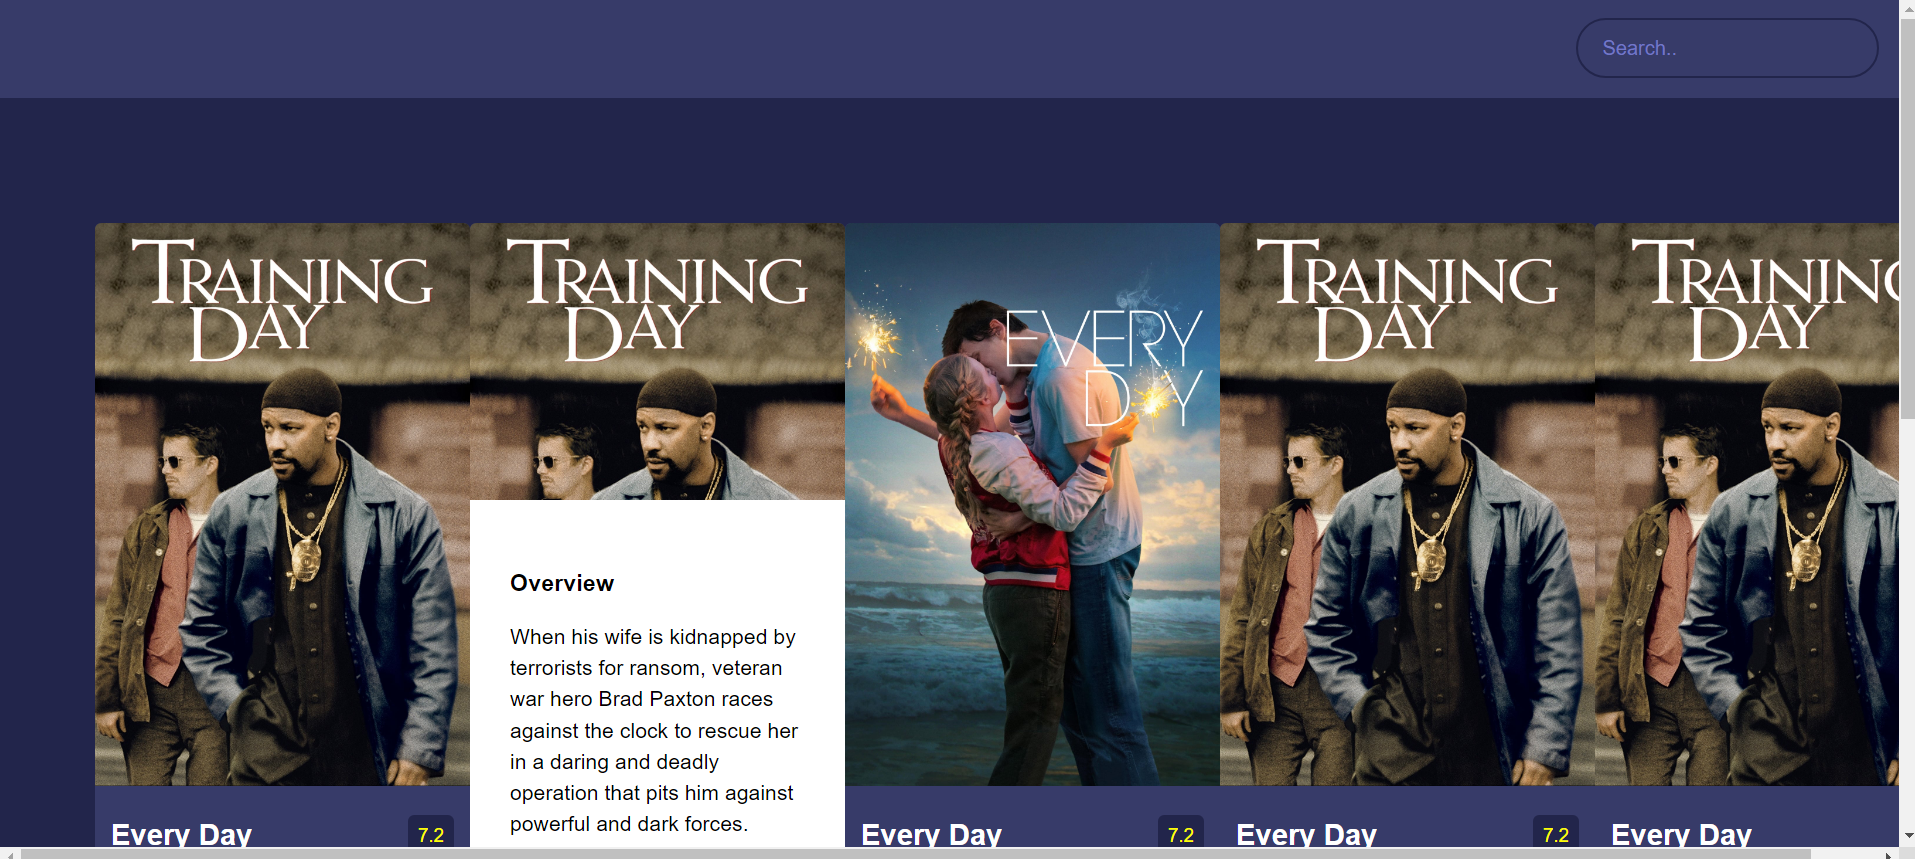 Search..
TRAINING
DAY
TRAINING
DAY
EVERY
DAY
TRAINING
DAY
TRAINING
DAY
Overview
When his wife is kidnapped by
terrorists for ransom, veteran
war hero Brad Paxton races
against the clock to rescue her
in a daring and deadly
operation that pits him against
powerful and dark forces.
Every Day 7.2
Every Day 7.2
Every Day 7.2
Every Day